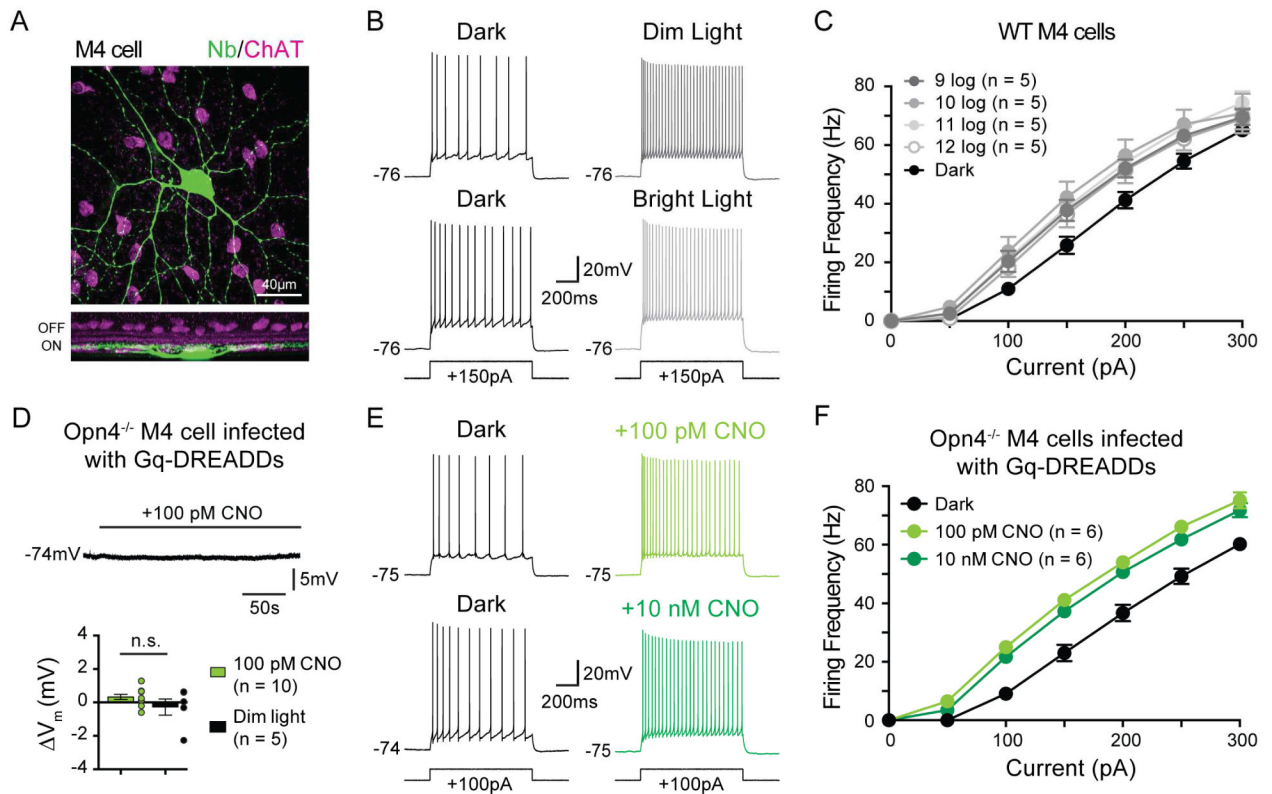 A
M4 cell
Nb/ChAT
40µm
OFF
ON
B
Dark
Dim Light
-76
-76
Dark
Bright Light
20mV
200ms
-76
-76
+150pA
+150pA
C
WT M4 cells
80
60
40
20
0
Firing Frequency (Hz)
9 log (n = 5)
10 log (n = 5)
11 log (n = 5)
12 log (n = 5)
Dark
0
100
200
300
Current (pA)
D
Opn4-/- M4 cell infected
with Gq-DREADDs
+100 pM CNO
-74mV
5mV
50s
n.s.
4
2
0
-2
-4
ΔVm (mV)
100 pM CNO
(n = 10)
Dim light
(n = 5)
E
Dark
+100 pM CNO
-75
-75
Dark
+10 nM CNO
20mV
200ms
-74
-75
+100pA
+100pA
F
Opn4-/- M4 cells infected
with Gq-DREADDs
80
60
40
20
0
Firing Frequency (Hz)
Dark
100 pM CNO (n = 6)
10 nM CNO (n = 6)
0
100
200
300
Current (pA)